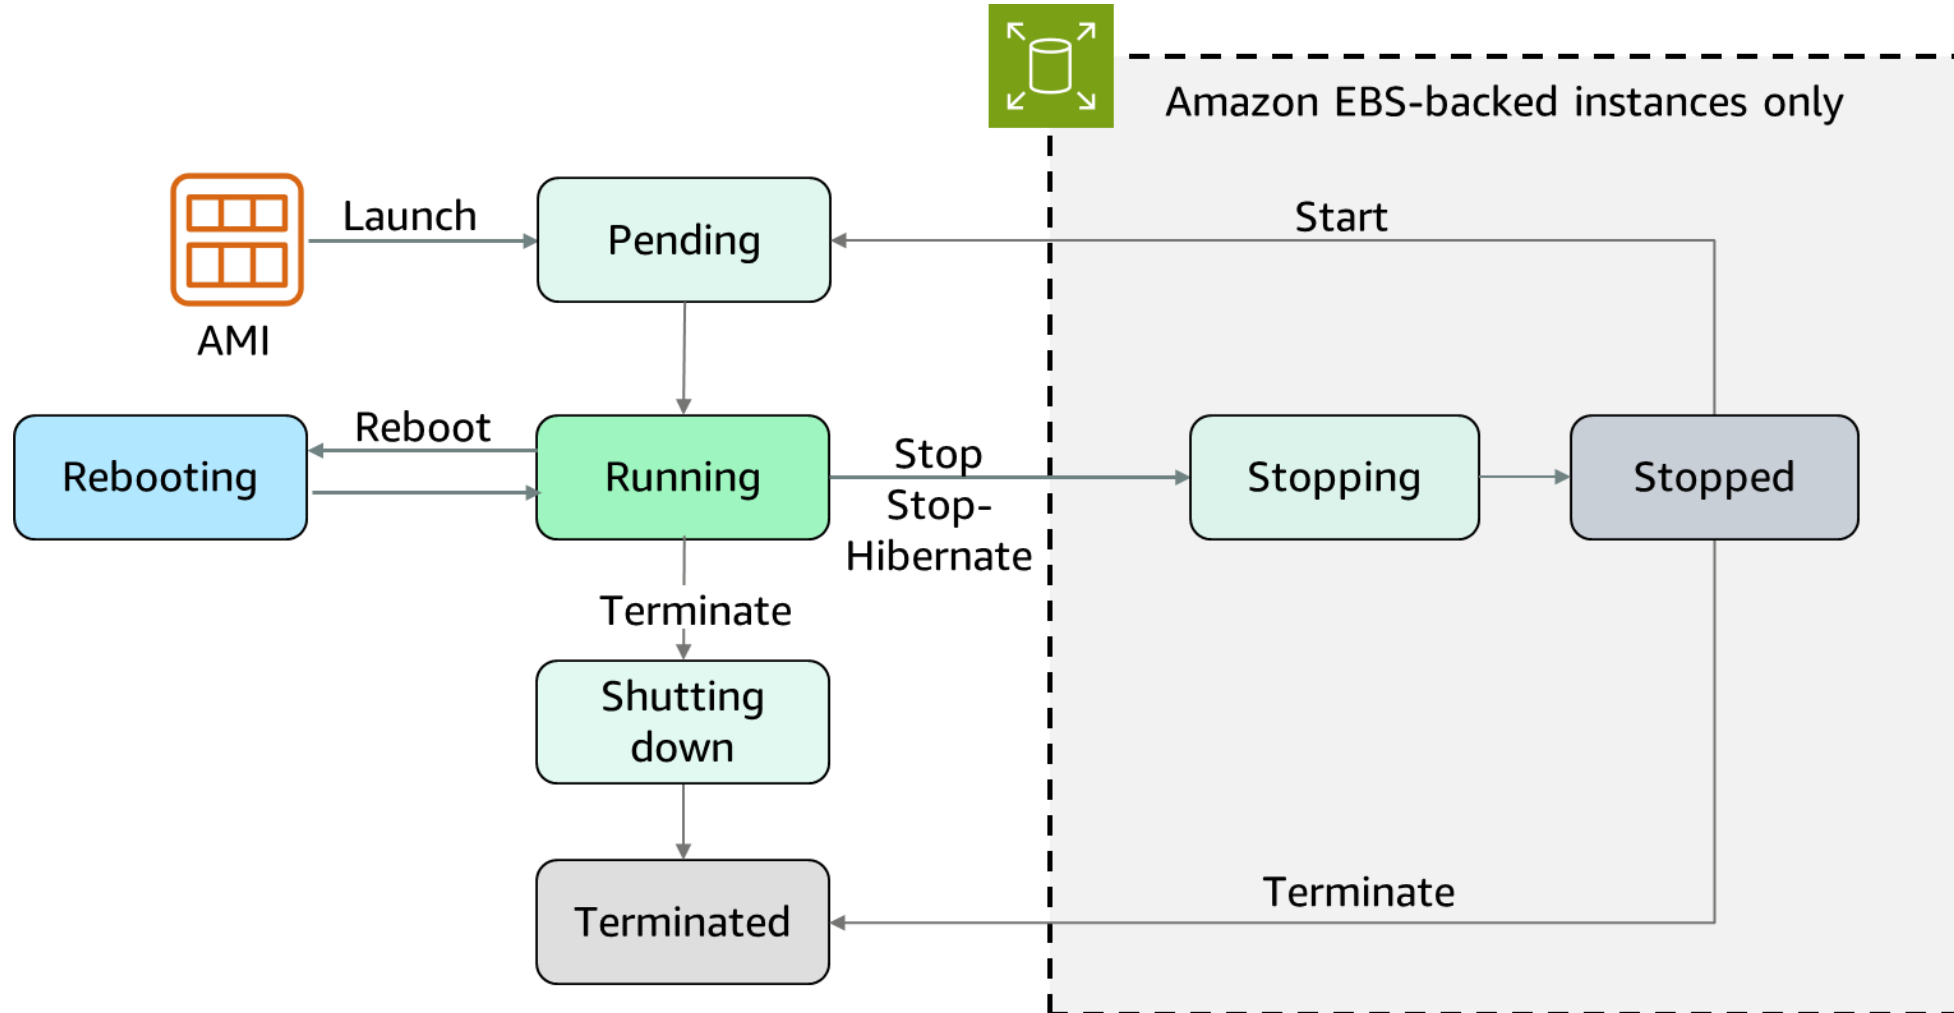 Amazon EBS-backed instances only
Launch
Pending
Start
AMI
Reboot
Rebooting
Running
Stop
Stop-
Hibernate
Stopping
Stopped
Terminate
Shutting
down
Terminated
Terminate